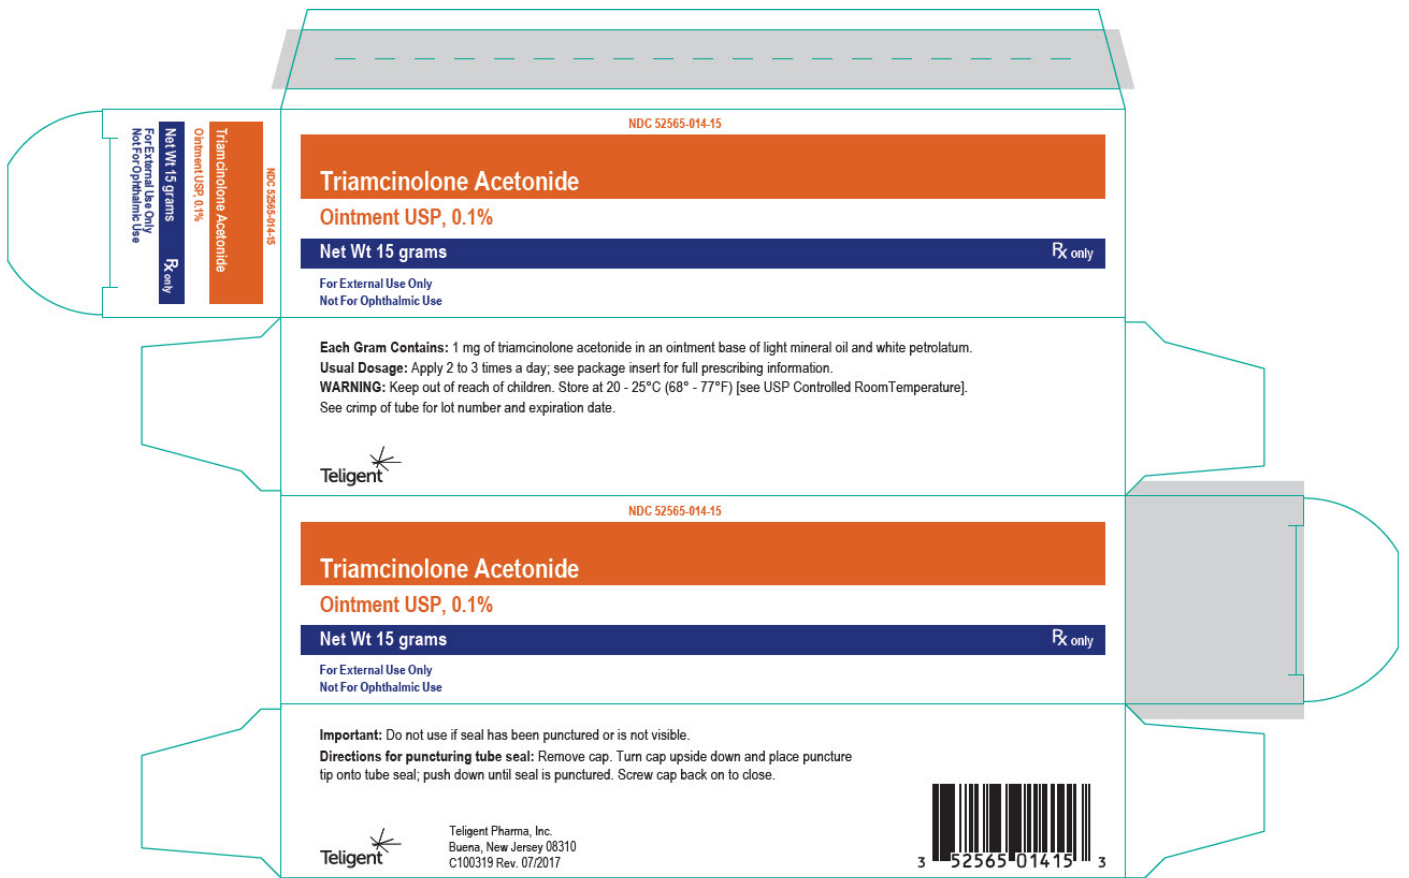 NDC 52565-014-15
Triamcinolone Acetonide
Ointment USP, 0.1%
Net Wt 15 grams Rx only
For External Use Only
Not For Ophthalmic Use
NDC 52565-014-15
Triamcinolone Acetonide
Ointment USP, 0.1%
Net Wt 15 grams Rx only
For External Use Only
Not For Ophthalmic Use
Each Gram Contains: 1 mg of triamcinolone acetonide in an ointment base of light mineral oil and white petrolatum.
Usual Dosage: Apply 2 to 3 times a day; see package insert for full prescribing information.
WARNING: Keep out of reach of children. Store at 20 - 25°C (68° - 77°F) [see USP Controlled RoomTemperature].
See crimp of tube for lot number and expiration date.
Teligent
NDC 52565-014-15
Triamcinolone Acetonide
Ointment USP, 0.1%
Net Wt 15 grams Rx only
For External Use Only
Not For Ophthalmic Use
Important: Do not use if seal has been punctured or is not visible.
Directions for puncturing tube seal: Remove cap. Turn cap upside down and place puncture
tip onto tube seal; push down until seal is punctured. Screw cap back on to close.
Teligent
Teligent Pharma, Inc.
Buena, New Jersey 08310
C100319 Rev. 07/2017
3 52565 01415 3